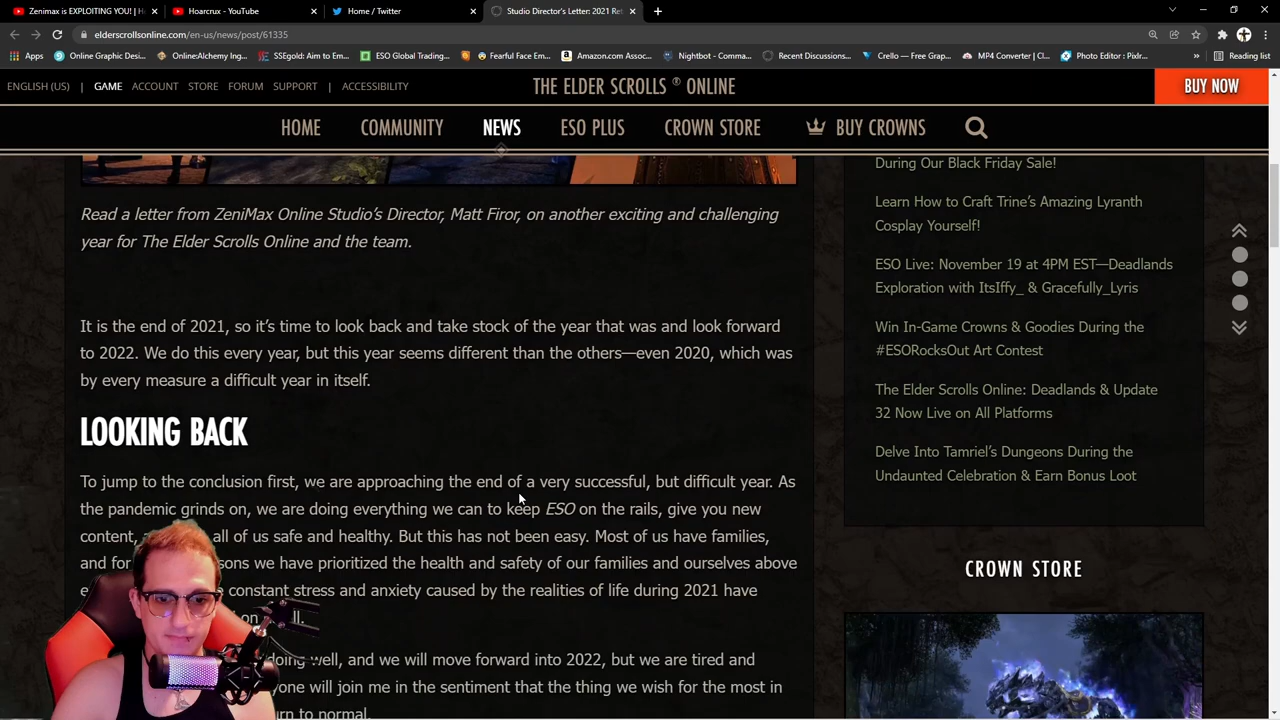 Zenimax is EXPLOITING YOU! | H
Hoarcrux - YouTube
Home / Twitter
Studio Director's Letter: 2021 Ret
elderscrollsonline.com/en-us/news/post/61335
Apps
Online Graphic Desi...
OnlineAlchemy Ing...
SSEgold: Aim to Em...
ESO Global Trading...
Fearful Face Em...
Amazon.com Assoc...
Nightbot - Comma...
Recent Discussions...
Crello — Free Grap...
MP4 Converter | Cl...
Photo Editor : Pixlr...
»
Reading list
ENGLISH (US) | GAME ACCOUNT STORE FORUM SUPPORT | ACCESSIBILITY
THE ELDER SCROLLS ® ONLINE
BUY NOW
HOME COMMUNITY NEWS ESO PLUS CROWN STORE BUY CROWNS
Read a letter from ZeniMax Online Studio's Director, Matt Firor, on another exciting and challenging
year for The Elder Scrolls Online and the team.
It is the end of 2021, so it's time to look back and take stock of the year that was and look forward
to 2022. We do this every year, but this year seems different than the others—even 2020, which was
by every measure a difficult year in itself.
LOOKING BACK
To jump to the conclusion first, we are approaching the end of a very successful, but difficult year. As
the pandemic grinds on, we are doing everything we can to keep ESO on the rails, give you new
content, all of us safe and healthy. But this has not been easy. Most of us have families,
and for sons we have prioritized the health and safety of our families and ourselves above
constant stress and anxiety caused by the realities of life during 2021 have
on ll.
doing well, and we will move forward into 2022, but we are tired and
yone will join me in the sentiment that the thing we wish for the most in
urn to normal.
During Our Black Friday Sale!
Learn How to Craft Trine's Amazing Lyranth
Cosplay Yourself!
ESO Live: November 19 at 4PM EST—Deadlands
Exploration with ItsIffy_ & Gracefully_Lyris
Win In-Game Crowns & Goodies During the
#ESORocksOut Art Contest
The Elder Scrolls Online: Deadlands & Update
32 Now Live on All Platforms
Delve Into Tamriel's Dungeons During the
Undaunted Celebration & Earn Bonus Loot
CROWN STORE